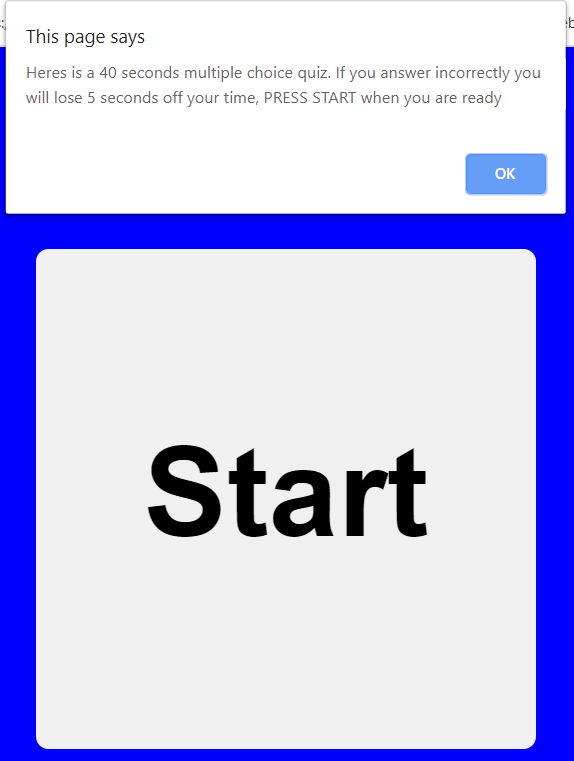 This page says
Heres is a 40 seconds multiple choice quiz. If you answer incorrectly you
will lose 5 seconds off your time, PRESS START when you are ready
OK
Start